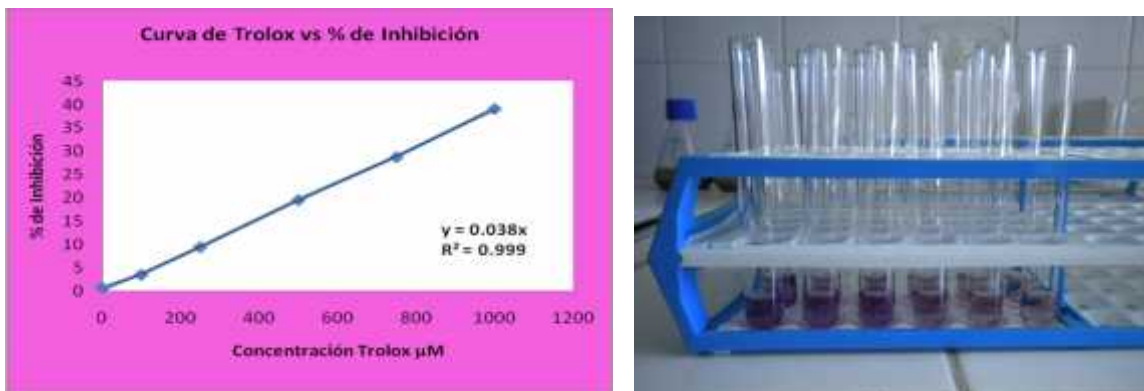 Curva de Trolox vs % de Inhibición
% de Inhibición
45
40
35
30
25
20
15
10
5
0
y = 0.038x
R² = 0.999
0 200 400 600 800 1000 1200
Concentración Trolox µM